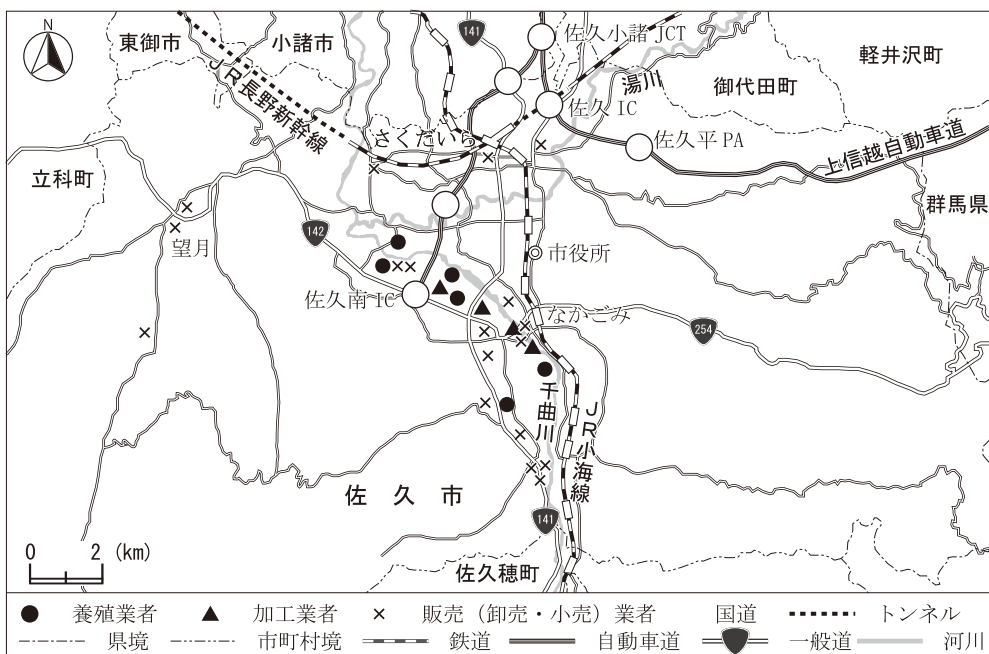 N
東御市
小諸市
141
佐久小諸JCT
軽井沢町
御代田町
湯川
佐久 IC
JR長野新幹線
さくだいら
佐久平 PA
上信越自動車道
立科町
群馬県
望月
142
市役所
佐久南 IC
なかごみ
254
千曲川
JR小海線
佐久市
141
0 2 (km)
佐久穂町
養殖業者 加工業者 × 販売（卸売・小売）業者 国道 トンネル
県境 市町村境 鉄道 自動車道 一般道 河川